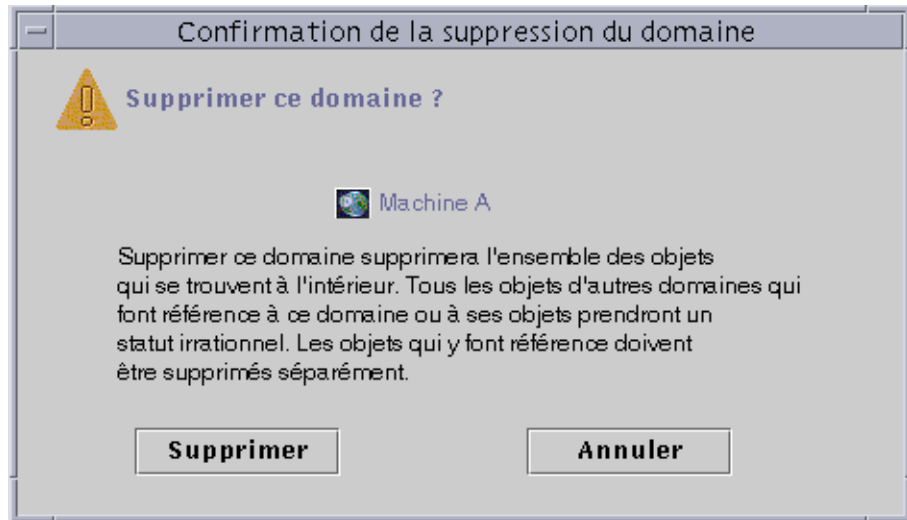 Confirmation de la suppression du domaine
Supprimer ce domaine ?
Machine A
Supprimer ce domaine supprimera l'ensemble des objets
qui se trouvent à l'intérieur. Tous les objets d'autres domaines qui
font référence à ce domaine ou à ses objets prendront un
statut irrationnel. Les objets qui y font référence doivent
être supprimés séparément.
Supprimer
Annuler